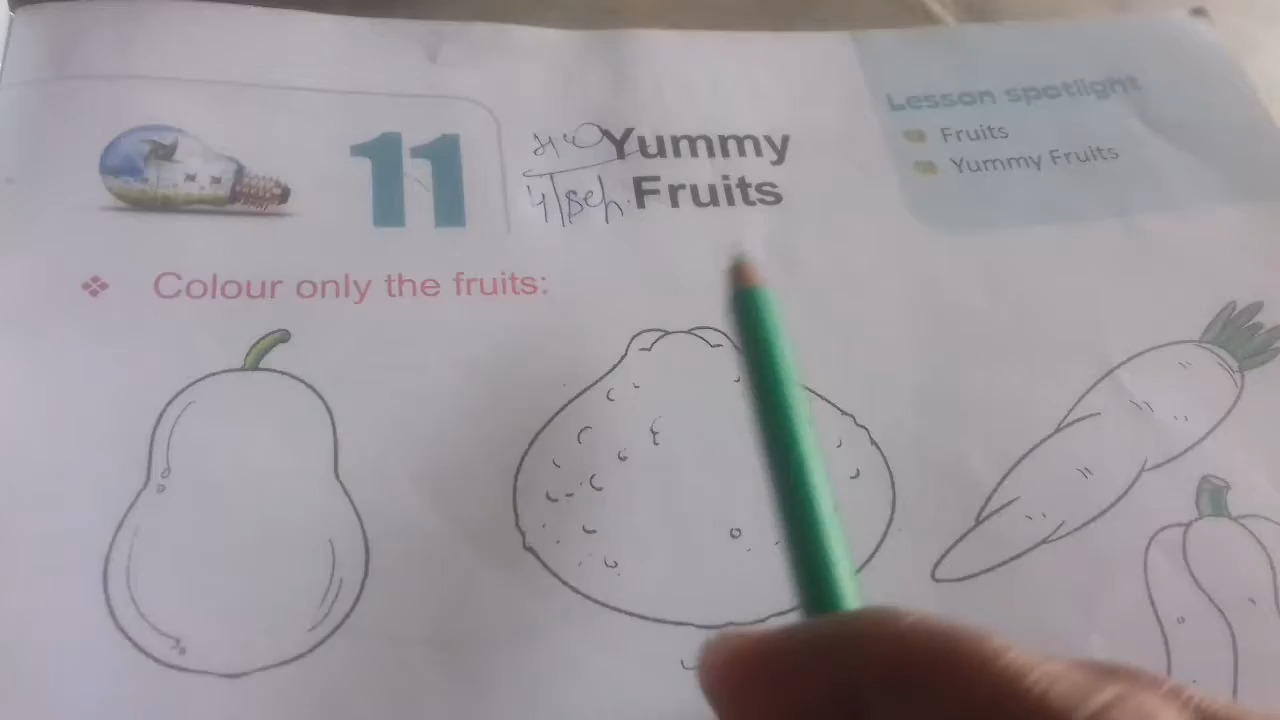 11
Yummy
Fruits
Lesson spotlight
Fruits
Yummy Fruits
Colour only the fruits: